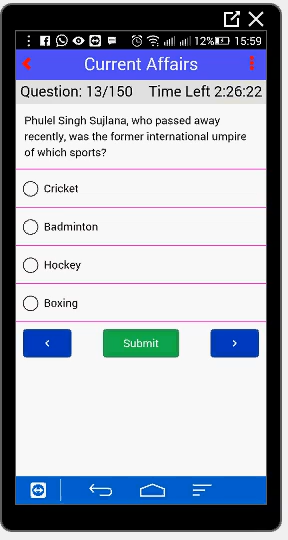 12% 15:59
Current Affairs
Question: 13/150 Time Left 2:26:22
Phulel Singh Sujlana, who passed away
recently, was the former international umpire
of which sports?
Cricket
Badminton
Hockey
Boxing
< Submit >